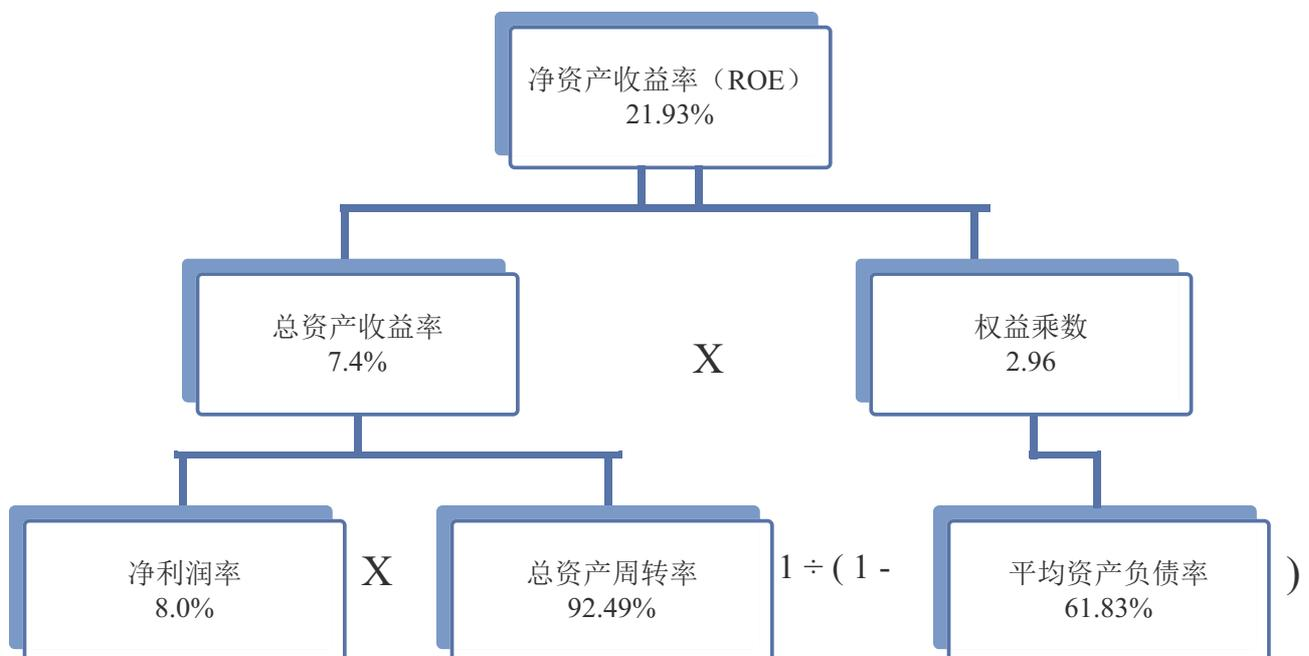 净资产收益率（ROE）
21.93%
总资产收益率
7.4%
X
权益乘数
2.96
净利润率
8.0%
X
总资产周转率
92.49%
1 ÷ ( 1 -
平均资产负债率
61.83%
)